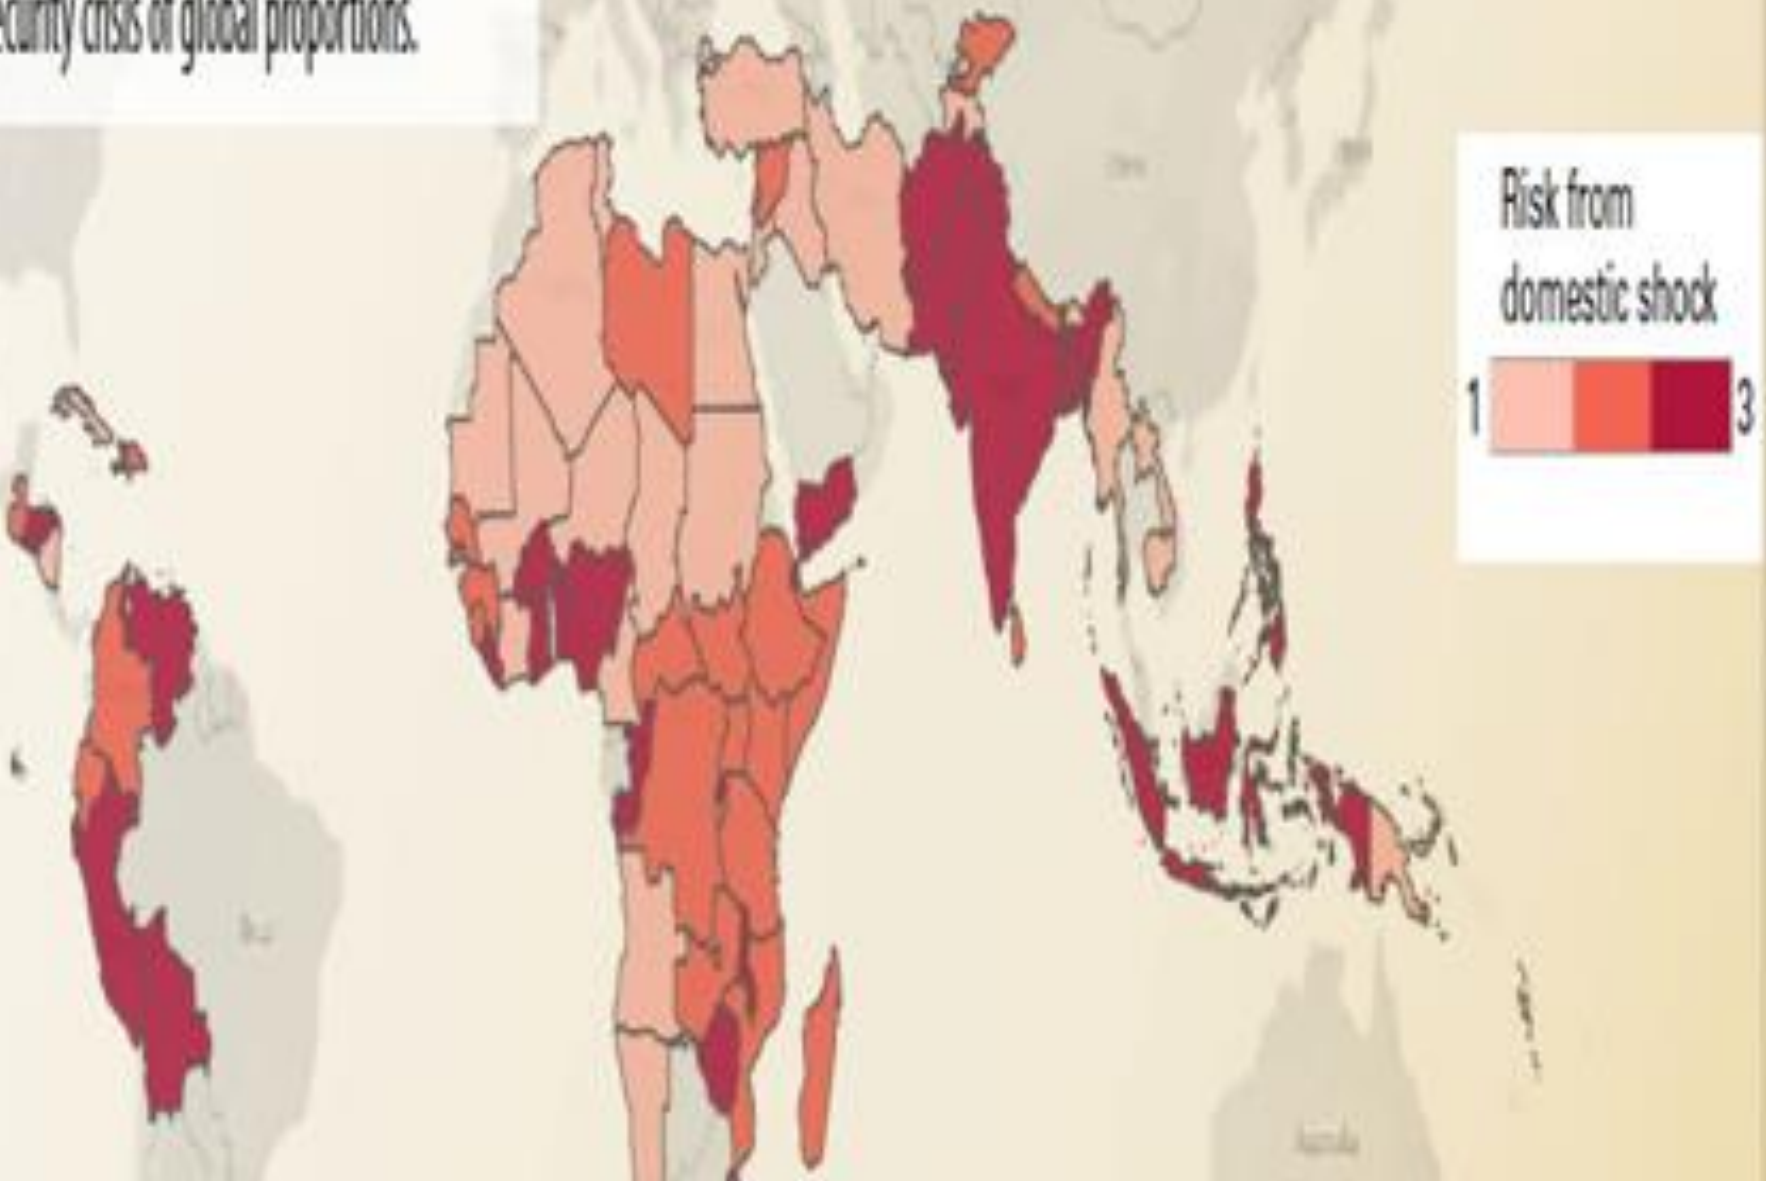 ecurity crisis of global proportions.
Risk from
domestic shock
1 3